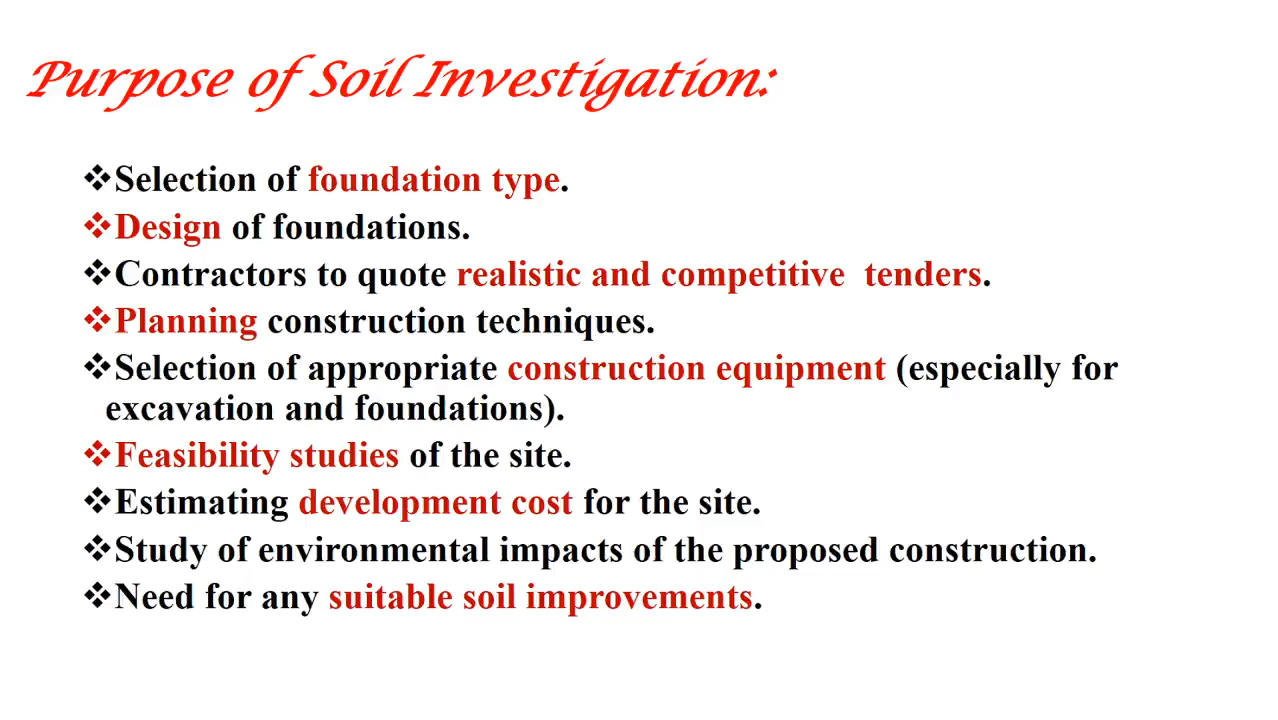 Purpose of Soil Investigation:
❖Selection of foundation type.
❖Design of foundations.
❖Contractors to quote realistic and competitive  tenders.
❖Planning construction techniques.
❖Selection of appropriate construction equipment (especially for
excavation and foundations).
❖Feasibility studies of the site.
❖Estimating development cost for the site.
❖Study of environmental impacts of the proposed construction.
❖Need for any suitable soil improvements.